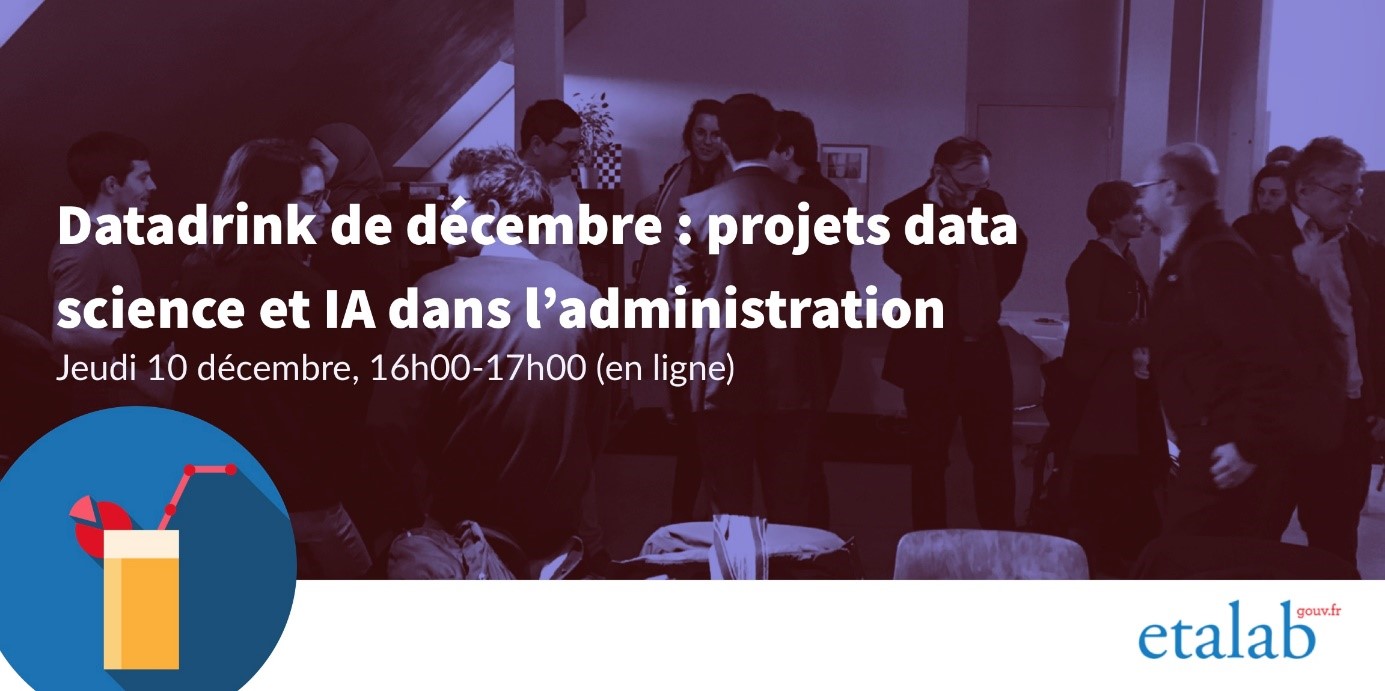 Datadrink de décembre : projets data
science et IA dans l’administration
Jeudi 10 décembre, 16h00-17h00 (en ligne)
etalab gouv.fr